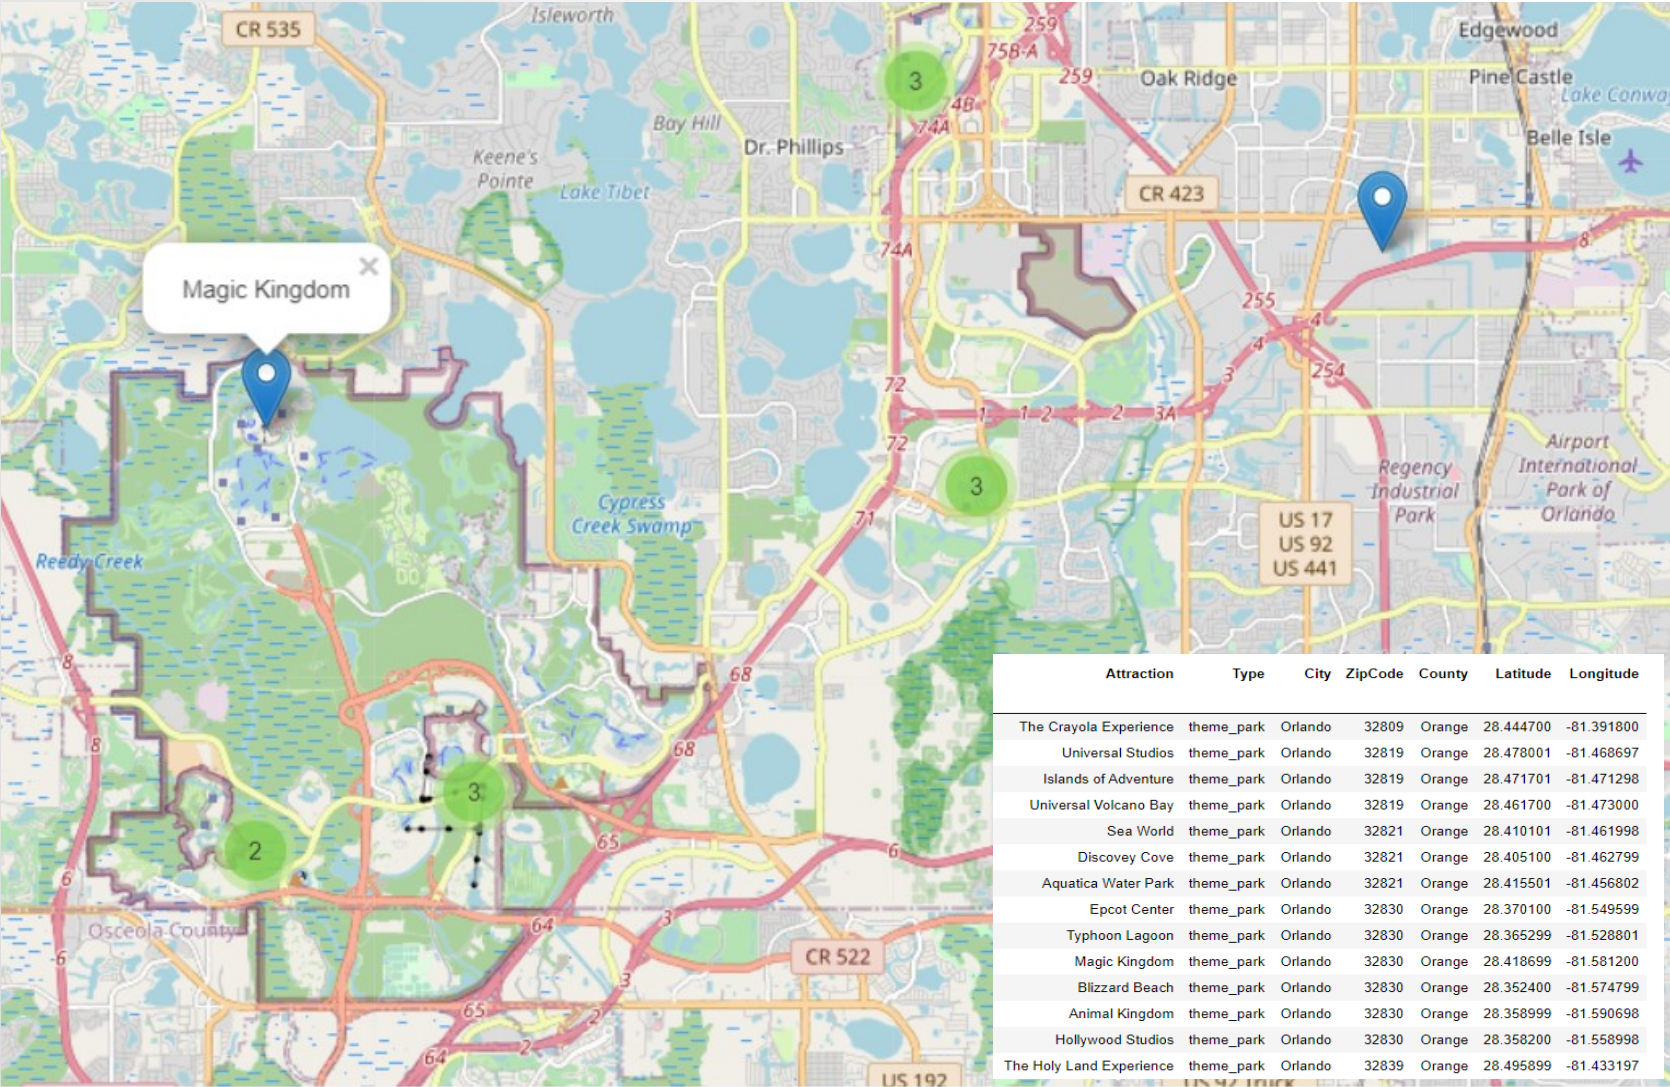 Isleworth
CR 535
259
75B-A
259
Edgewood
Oak Ridge
Pine Castle
Lake Conwa
3
74B
74A
Bay Hill
Dr. Phillips
Belle Isle
Keene's
Pointe
Lake Tibet
CR 423
74A
8
Magic Kingdom
×
255
4
4
254
3
72
1
1
2
2
3A
72
Airport
International
Park of
Orlando
Regency
Industrial
Park
3
Cypress
Creek Swamp
71
US 17
US 92
US 441
Reedy Creek
8
68
8
68
3
65
2
6
6
Osceola County
64
3
CR 522
6
3
65
2
2
64
US 192
US 92 Truck
Attraction Type City ZipCode County Latitude Longitude
The Crayola Experience theme_park Orlando 32809 Orange 28.444700 -81.391800
Universal Studios theme_park Orlando 32819 Orange 28.478001 -81.468697
Islands of Adventure theme_park Orlando 32819 Orange 28.471701 -81.471298
Universal Volcano Bay theme_park Orlando 32819 Orange 28.461700 -81.473000
Sea World theme_park Orlando 32821 Orange 28.410101 -81.461998
Discovey Cove theme_park Orlando 32821 Orange 28.405100 -81.462799
Aquatica Water Park theme_park Orlando 32821 Orange 28.415501 -81.456802
Epcot Center theme_park Orlando 32830 Orange 28.370100 -81.549599
Typhoon Lagoon theme_park Orlando 32830 Orange 28.365299 -81.528801
Magic Kingdom theme_park Orlando 32830 Orange 28.418699 -81.581200
Blizzard Beach theme_park Orlando 32830 Orange 28.352400 -81.574799
Animal Kingdom theme_park Orlando 32830 Orange 28.358999 -81.590698
Hollywood Studios theme_park Orlando 32830 Orange 28.358200 -81.558998
The Holy Land Experience theme_park Orlando 32839 Orange 28.495899 -81.433197